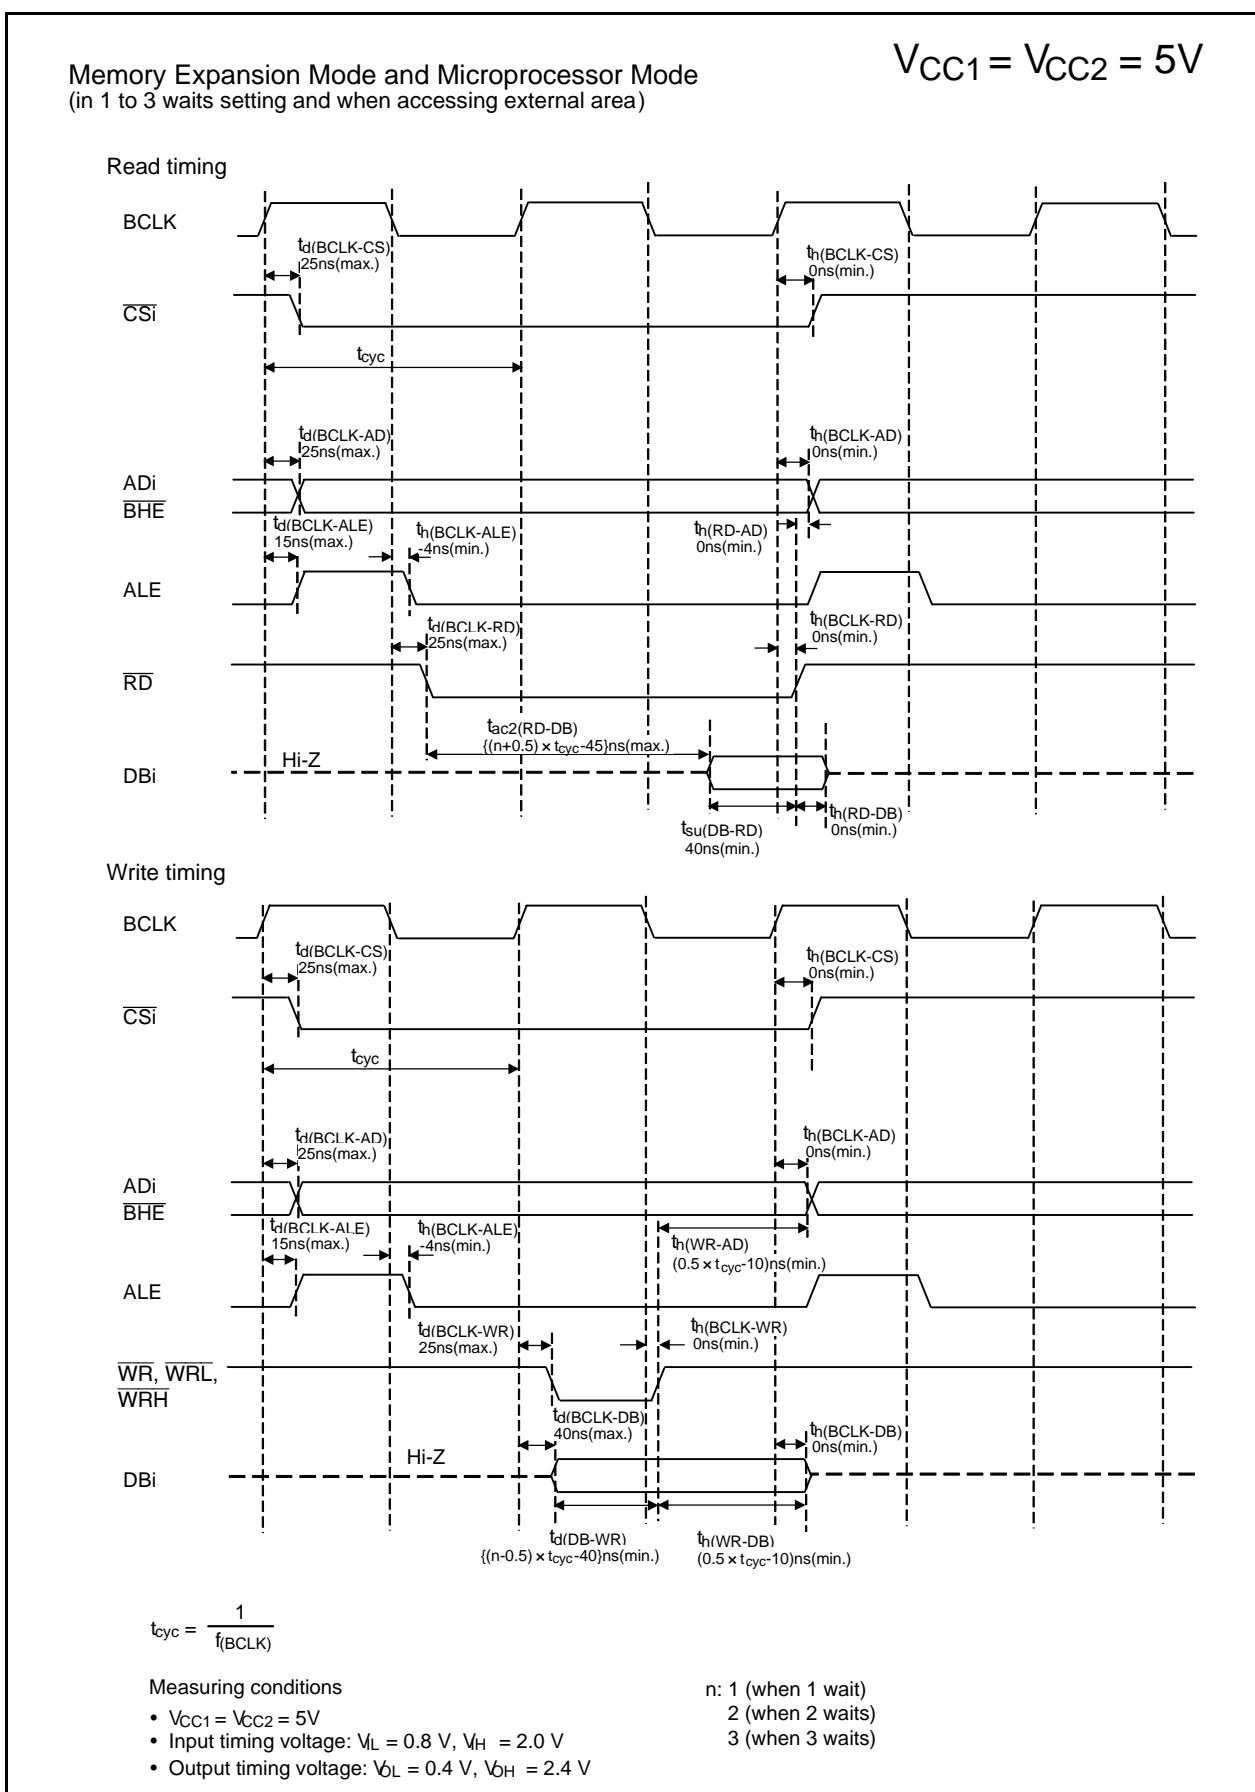 VCC1 = VCC2 = 5V
Memory Expansion Mode and Microprocessor Mode
(in 1 to 3 waits setting and when accessing external area)
Read timing
BCLK
td(BCLK-CS)
25ns(max.)
th(BCLK-CS)
0ns(min.)
CSi
tcyc
td(BCLK-AD)
25ns(max.)
th(BCLK-AD)
0ns(min.)
ADi
BHE
td(BCLK-ALE)
15ns(max.)
th(BCLK-ALE)
-4ns(min.)
th(RD-AD)
0ns(min.)
ALE
td(BCLK-RD)
25ns(max.)
th(BCLK-RD)
0ns(min.)
RD
tac2(RD-DB)
{(n+0.5) × tcyc-45}ns(max.)
Hi-Z
DBi
tsu(DB-RD)
40ns(min.)
th(RD-DB)
0ns(min.)
Write timing
BCLK
td(BCLK-CS)
25ns(max.)
th(BCLK-CS)
0ns(min.)
CSi
tcyc
td(BCLK-AD)
25ns(max.)
th(BCLK-AD)
0ns(min.)
ADi
BHE
td(BCLK-ALE)
15ns(max.)
th(BCLK-ALE)
-4ns(min.)
th(WR-AD)
(0.5 × tcyc-10)ns(min.)
ALE
td(BCLK-WR)
25ns(max.)
th(BCLK-WR)
0ns(min.)
WR, WRL,
WRH
td(BCLK-DB)
40ns(max.)
th(BCLK-DB)
0ns(min.)
Hi-Z
DBi
td(DB-WR)
{(n-0.5) × tcyc-40}ns(min.)
th(WR-DB)
(0.5 × tcyc-10)ns(min.)
tcyc = 1 / f(BCLK)
Measuring conditions
• VCC1 = VCC2 = 5V
• Input timing voltage: VIL = 0.8 V, VIH = 2.0 V
• Output timing voltage: VOL = 0.4 V, VOH = 2.4 V
n: 1 (when 1 wait)
2 (when 2 waits)
3 (when 3 waits)